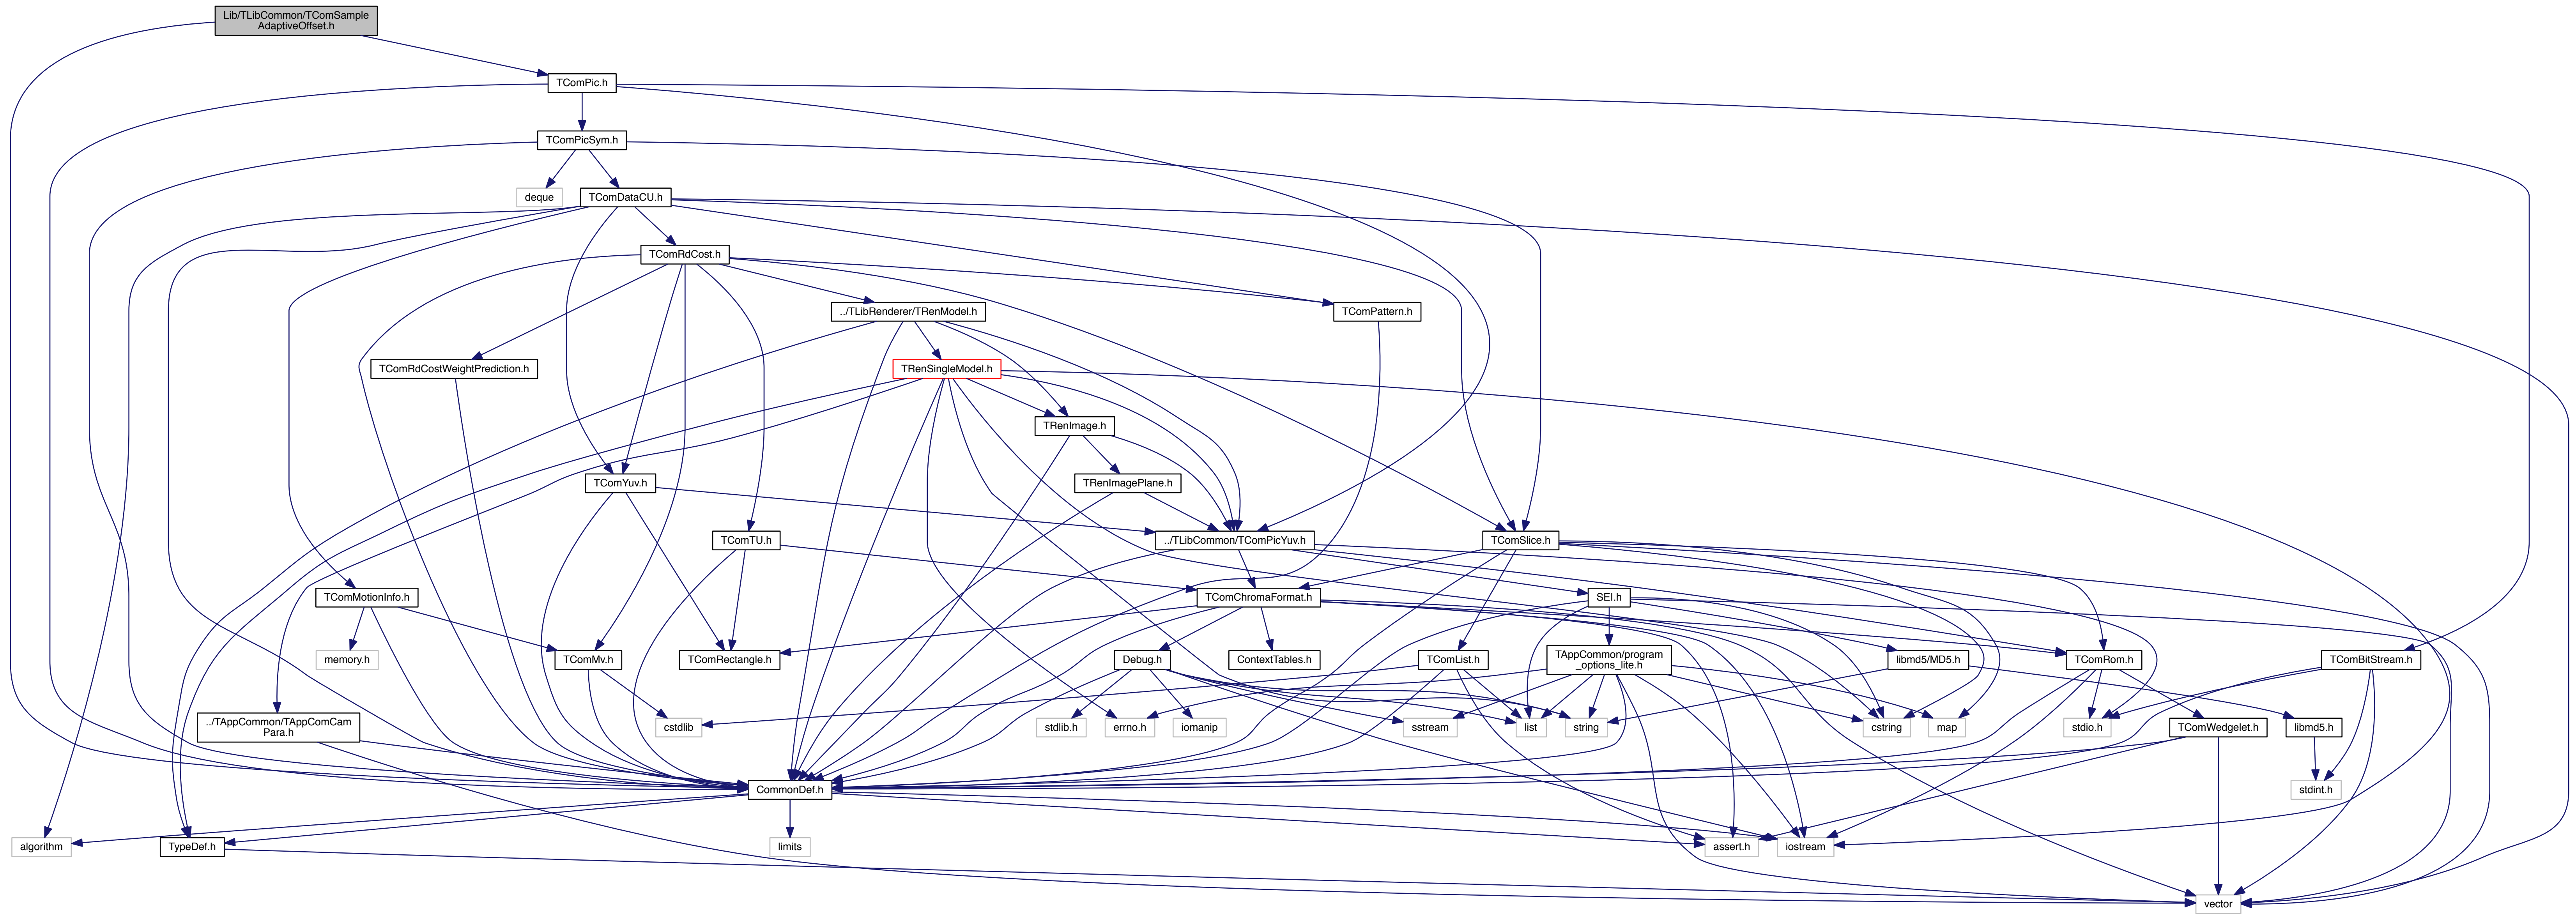 Lib/TLibCommon/TComSample
AdaptiveOffset.h
TComPic.h
TComPicSym.h
deque
TComDataCU.h
TComRdCost.h
../TLibRenderer/TRenModel.h
TComPattern.h
TComRdCostWeightPrediction.h
TRenSingleModel.h
TRenImage.h
TComYuv.h
TRenImagePlane.h
TComTU.h
../TLibCommon/TComPicYuv.h
TComSlice.h
TComMotionInfo.h
TComChromaFormat.h
SEI.h
memory.h
TComMv.h
TComRectangle.h
Debug.h
ContextTables.h
TComList.h
TAppCommon/program
_options_lite.h
libmd5/MD5.h
TComRom.h
TComBitStream.h
../TAppCommon/TAppComCam
Para.h
cstdlib
stdlib.h
errno.h
iomanip
sstream
list
string
cstring
map
stdio.h
TComWedgelet.h
libmd5.h
CommonDef.h
stdint.h
algorithm
TypeDef.h
limits
assert.h
iostream
vector